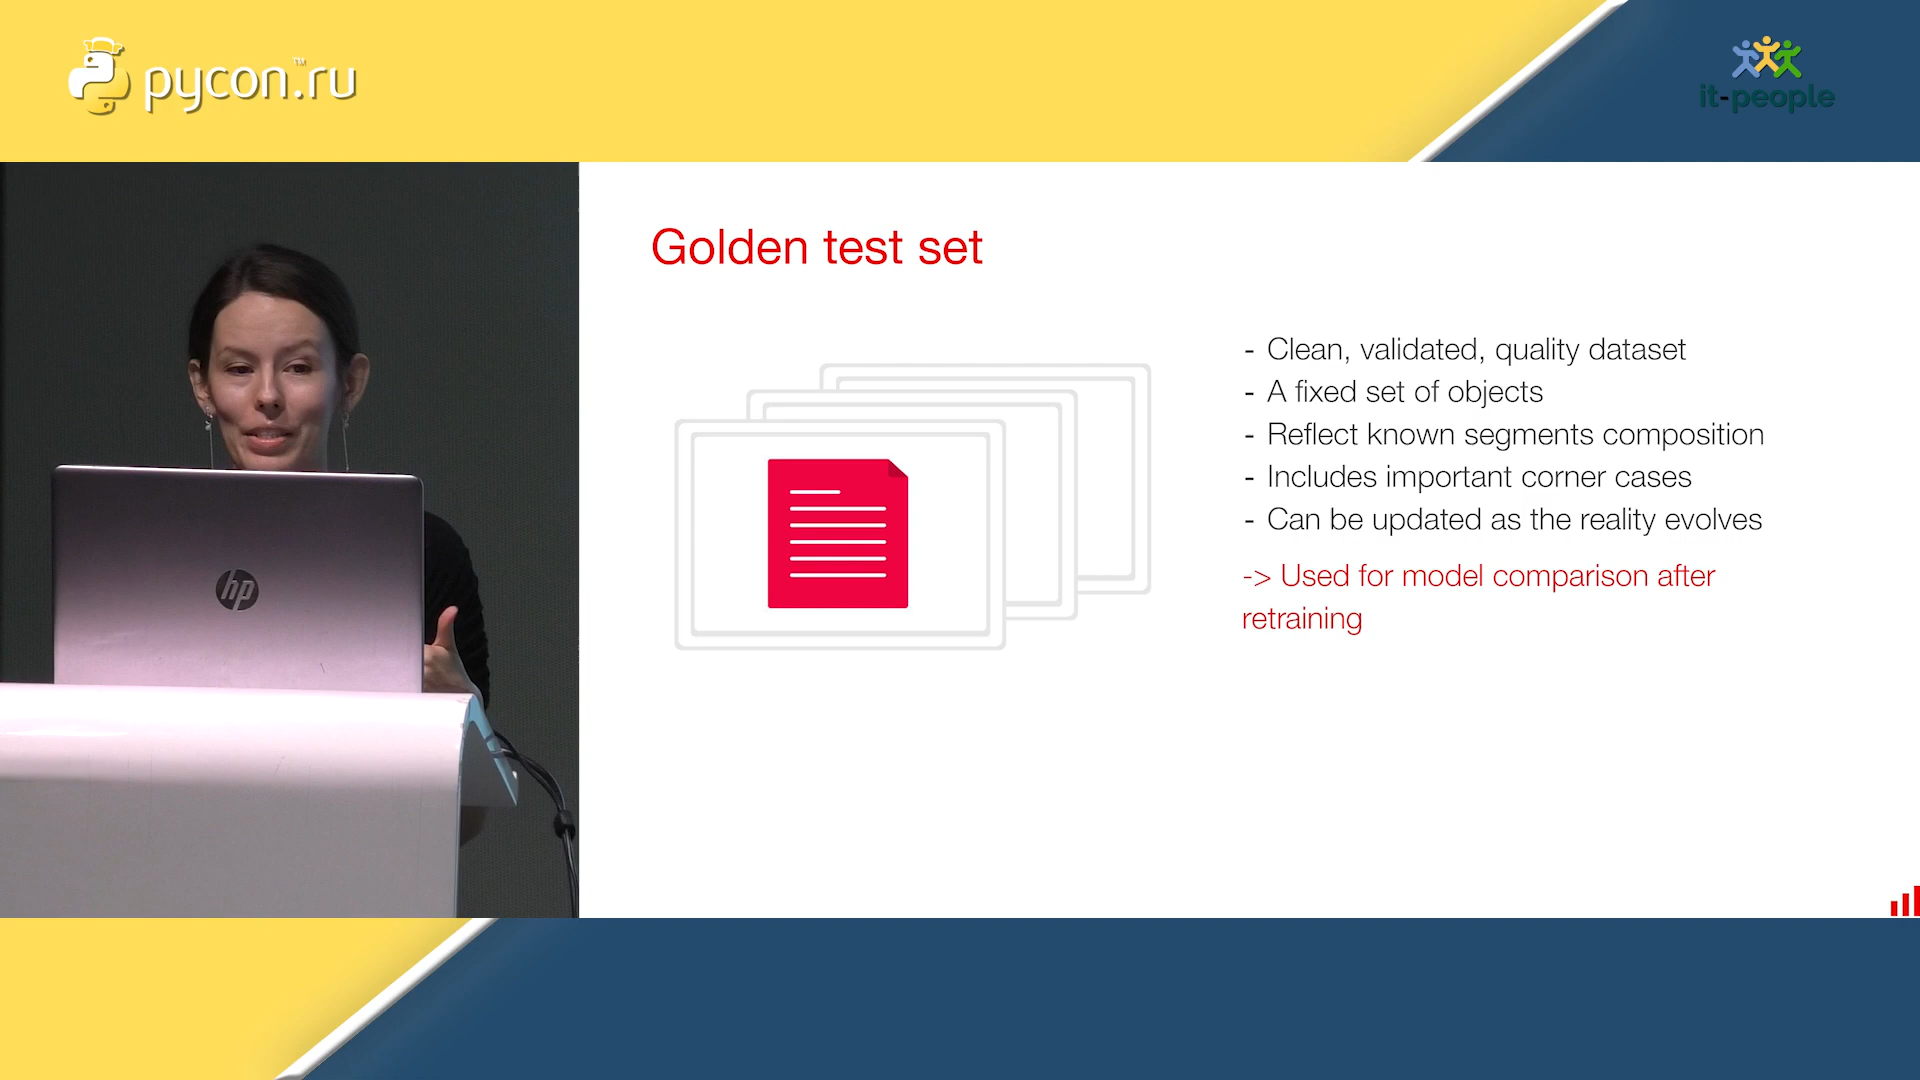 pycon.ru™
it-people
Golden test set
- Clean, validated, quality dataset
- A fixed set of objects
- Reflect known segments composition
- Includes important corner cases
- Can be updated as the reality evolves
-> Used for model comparison after
retraining
hp